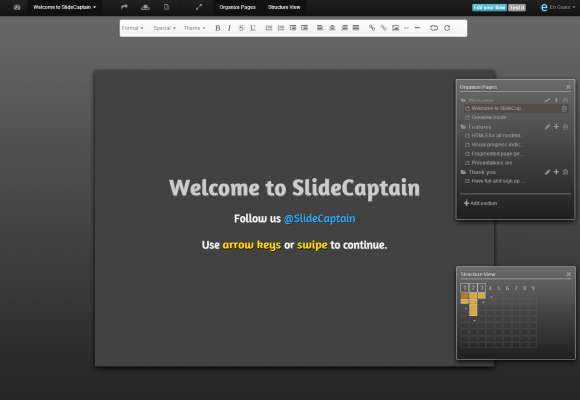 Welcome to SlideCaptain
Organize Pages
Structure View
Edit your flow
Test it
Format
Special
Theme
B I S U
Organize Pages
Welcome
Welcome to SlideCap...
Overview mode
Features
HTML5 for all modern...
Visual progress indic...
Fragmented page (pr...
Presentations are
Thank you
Have fun and sign up ...
Add section
Welcome to SlideCaptain
Follow us @SlideCaptain
Use arrow keys or swipe to continue.
Structure View
1 2 3 4 5 6 7 8 9